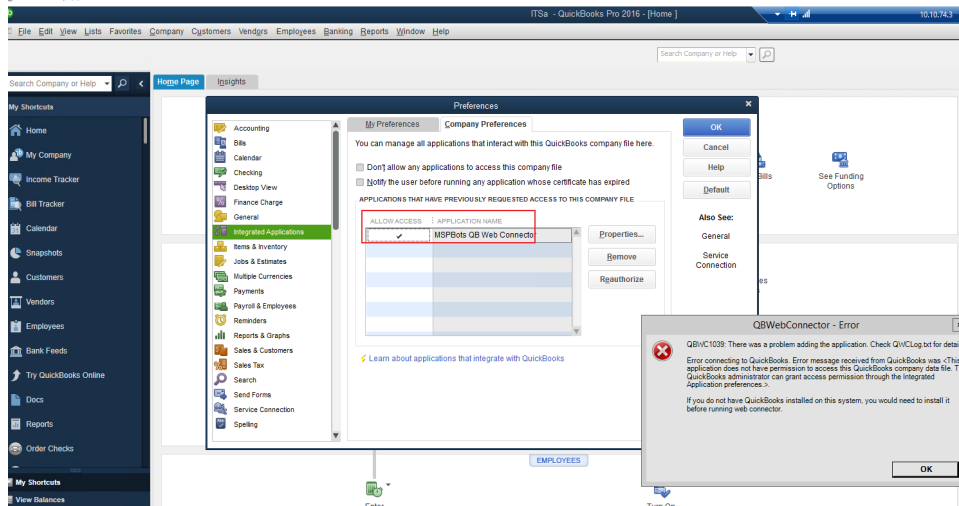 ITSa - QuickBooks Pro 2016 - [Home ]
10.10.74.3
File Edit View Lists Favorites Company Customers Vendors Employees Banking Reports Window Help
Search Company or Help
Search Company or Help
Home Page
Insights
My Shortcuts
Home
My Company
Income Tracker
Bill Tracker
Calendar
Snapshots
Customers
Vendors
Employees
Bank Feeds
Try QuickBooks Online
Docs
Reports
Order Checks
My Shortcuts
View Balances
Preferences
Accounting
Bills
Calendar
Checking
Desktop View
Finance Charge
General
Integrated Applications
Items & Inventory
Jobs & Estimates
Multiple Currencies
Payments
Payroll & Employees
Reminders
Reports & Graphs
Sales & Customers
Sales Tax
Search
Send Forms
Service Connection
Spelling
My Preferences
Company Preferences
You can manage all applications that interact with this QuickBooks company file here.
Don't allow any applications to access this company file
Notify the user before running any application whose certificate has expired
APPLICATIONS THAT HAVE PREVIOUSLY REQUESTED ACCESS TO THIS COMPANY FILE
ALLOW ACCESS
APPLICATION NAME
MSPBots QB Web Connector
Properties...
Remove
Reauthorize
Learn about applications that integrate with QuickBooks
OK
Cancel
Help
Default
Also See:
General
Service
Connection
Bills
See Funding
Options
EMPLOYEES
Enter
Turn On
QBWebConnector - Error
QBWC1039: There was a problem adding the application. Check QWCLog.txt for detai
Error connecting to QuickBooks. Error message received from QuickBooks was <This
application does not have permission to access this QuickBooks company data file. T
QuickBooks administrator can grant access permission through the Integrated
Application preferences.>.
If you do not have QuickBooks installed on this system, you would need to install it
before running web connector.
OK